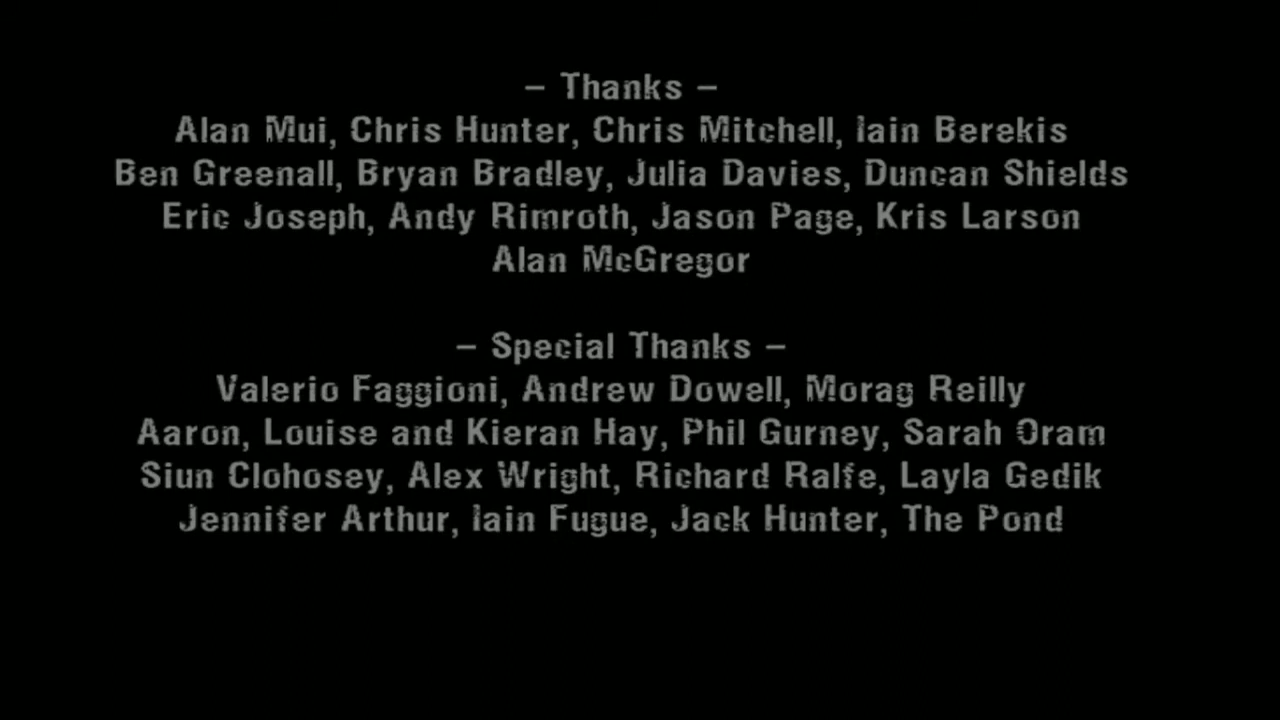 – Thanks –
Alan Mui, Chris Hunter, Chris Mitchell, Iain Berekis
Ben Greenall, Bryan Bradley, Julia Davies, Duncan Shields
Eric Joseph, Andy Rimroth, Jason Page, Kris Larson
Alan McGregor
– Special Thanks –
Valerio Faggioni, Andrew Dowell, Morag Reilly
Aaron, Louise and Kieran Hay, Phil Gurney, Sarah Oram
Siun Clohosey, Alex Wright, Richard Ralfe, Layla Gedik
Jennifer Arthur, Iain Fugue, Jack Hunter, The Pond